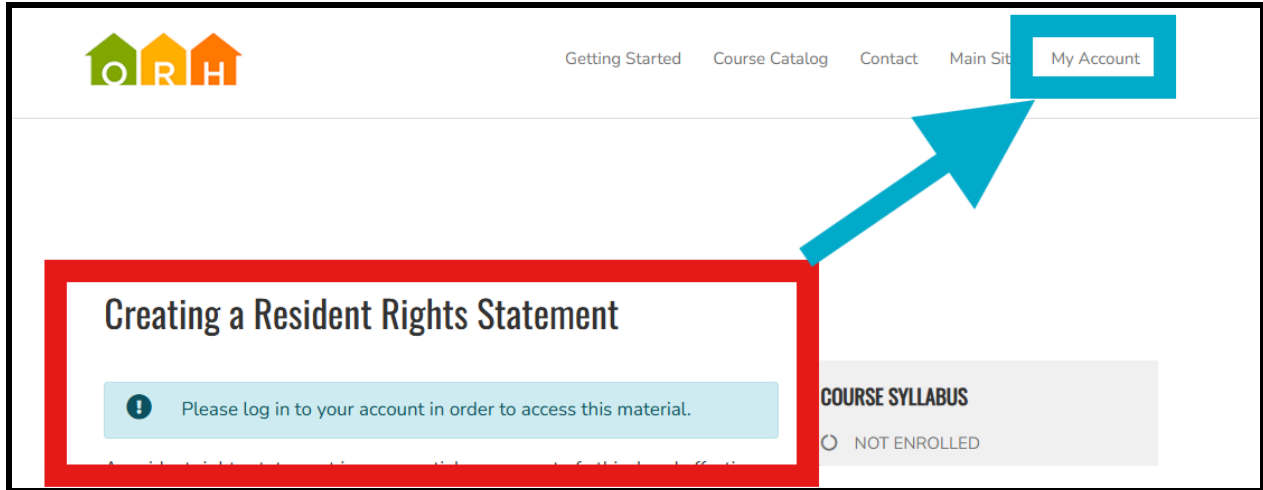 ORH
Getting Started Course Catalog Contact Main Sit My Account
Creating a Resident Rights Statement
Please log in to your account in order to access this material.
COURSE SYLLABUS
NOT ENROLLED